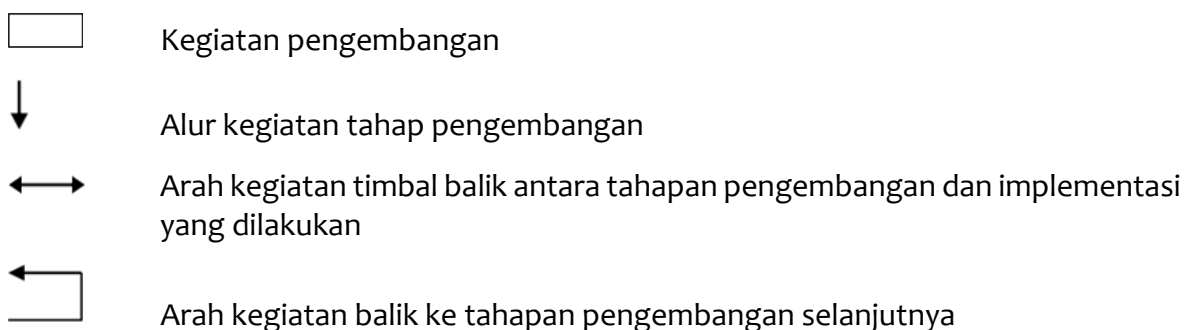 Kegiatan pengembangan
Alur kegiatan tahap pengembangan
Arah kegiatan timbal balik antara tahapan pengembangan dan implementasi
yang dilakukan
Arah kegiatan balik ke tahapan pengembangan selanjutnya